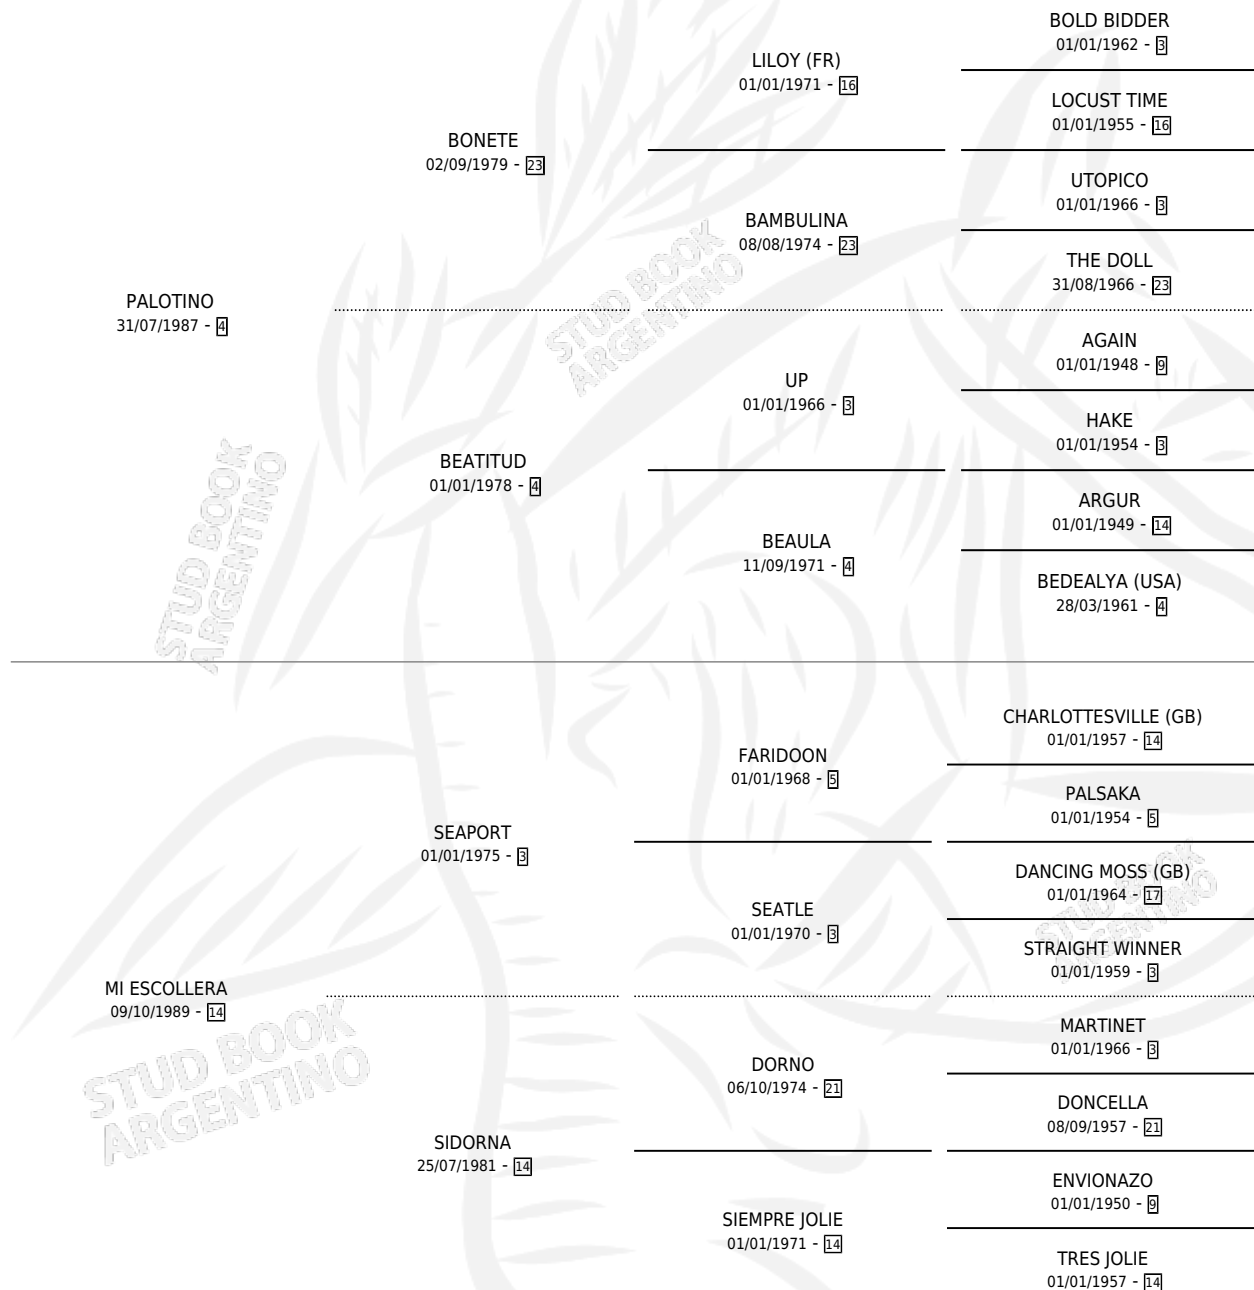 BOLD BIDDER
01/01/1962 - 3
LILOY (FR)
01/01/1971 - 16
LOCUST TIME
01/01/1955 - 16
BONETE
02/09/1979 - 23
UTOPICO
01/01/1966 - 3
BAMBULINA
08/08/1974 - 23
THE DOLL
31/08/1966 - 23
PALOTINO
31/07/1987 - 4
AGAIN
01/01/1948 - 9
UP
01/01/1966 - 3
HAKE
01/01/1954 - 3
BEATITUD
01/01/1978 - 4
ARGUR
01/01/1949 - 14
BEAULA
11/09/1971 - 4
BEDEALYA (USA)
28/03/1961 - 4
CHARLOTTESVILLE (GB)
01/01/1957 - 14
FARIDOON
01/01/1968 - 5
PALSAKA
01/01/1954 - 5
SEAPORT
01/01/1975 - 3
DANCING MOSS (GB)
01/01/1964 - 17
SEATLE
01/01/1970 - 3
STRAIGHT WINNER
01/01/1959 - 3
MI ESCOLLERA
09/10/1989 - 14
MARTINET
01/01/1966 - 3
DORNO
06/10/1974 - 21
DONCELLA
08/09/1957 - 21
SIDORNA
25/07/1981 - 14
ENVIONAZO
01/01/1950 - 9
SIEMPRE JOLIE
01/01/1971 - 14
TRES JOLIE
01/01/1957 - 14
STUD BOOK
ARGENTINO
STUD BOOK
ARGENTINO
STUD BOOK
ARGENTINO
STUD BOOK
ARGENTINO